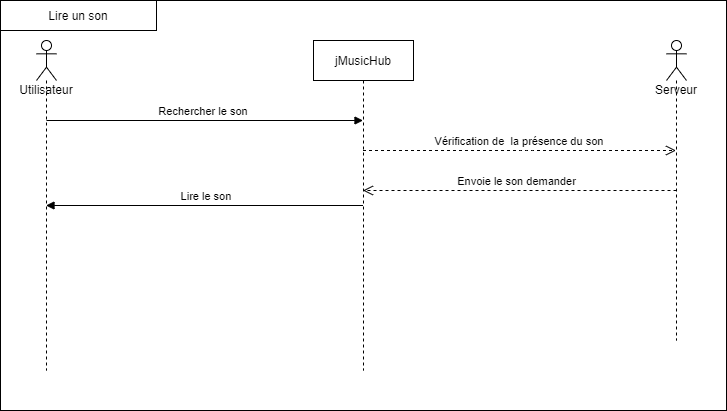 Lire un son
jMusicHub
Utilisateur
Serveur
Rechercher le son
Vérification de  la présence du son
Envoie le son demander
Lire le son